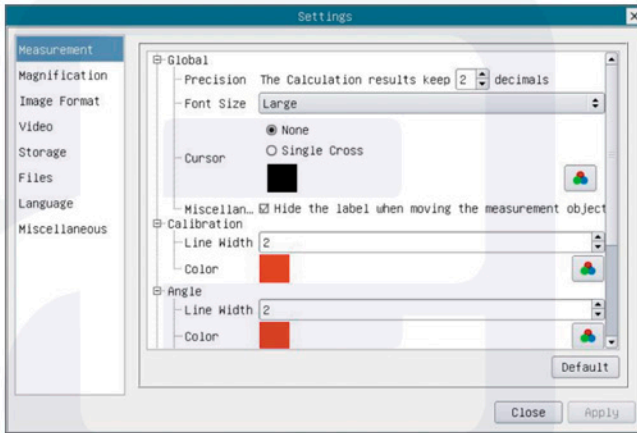 Settings
Measurement
Magnification
Image Format
Video
Storage
Files
Language
Miscellaneous
Global
Precision The Calculation results keep 2 decimals
Font Size Large
Cursor
None
Single Cross
Miscellan... Hide the label when moving the measurement object
Calibration
Line Width 2
Color
Angle
Line Width 2
Color
Default
Close Apply